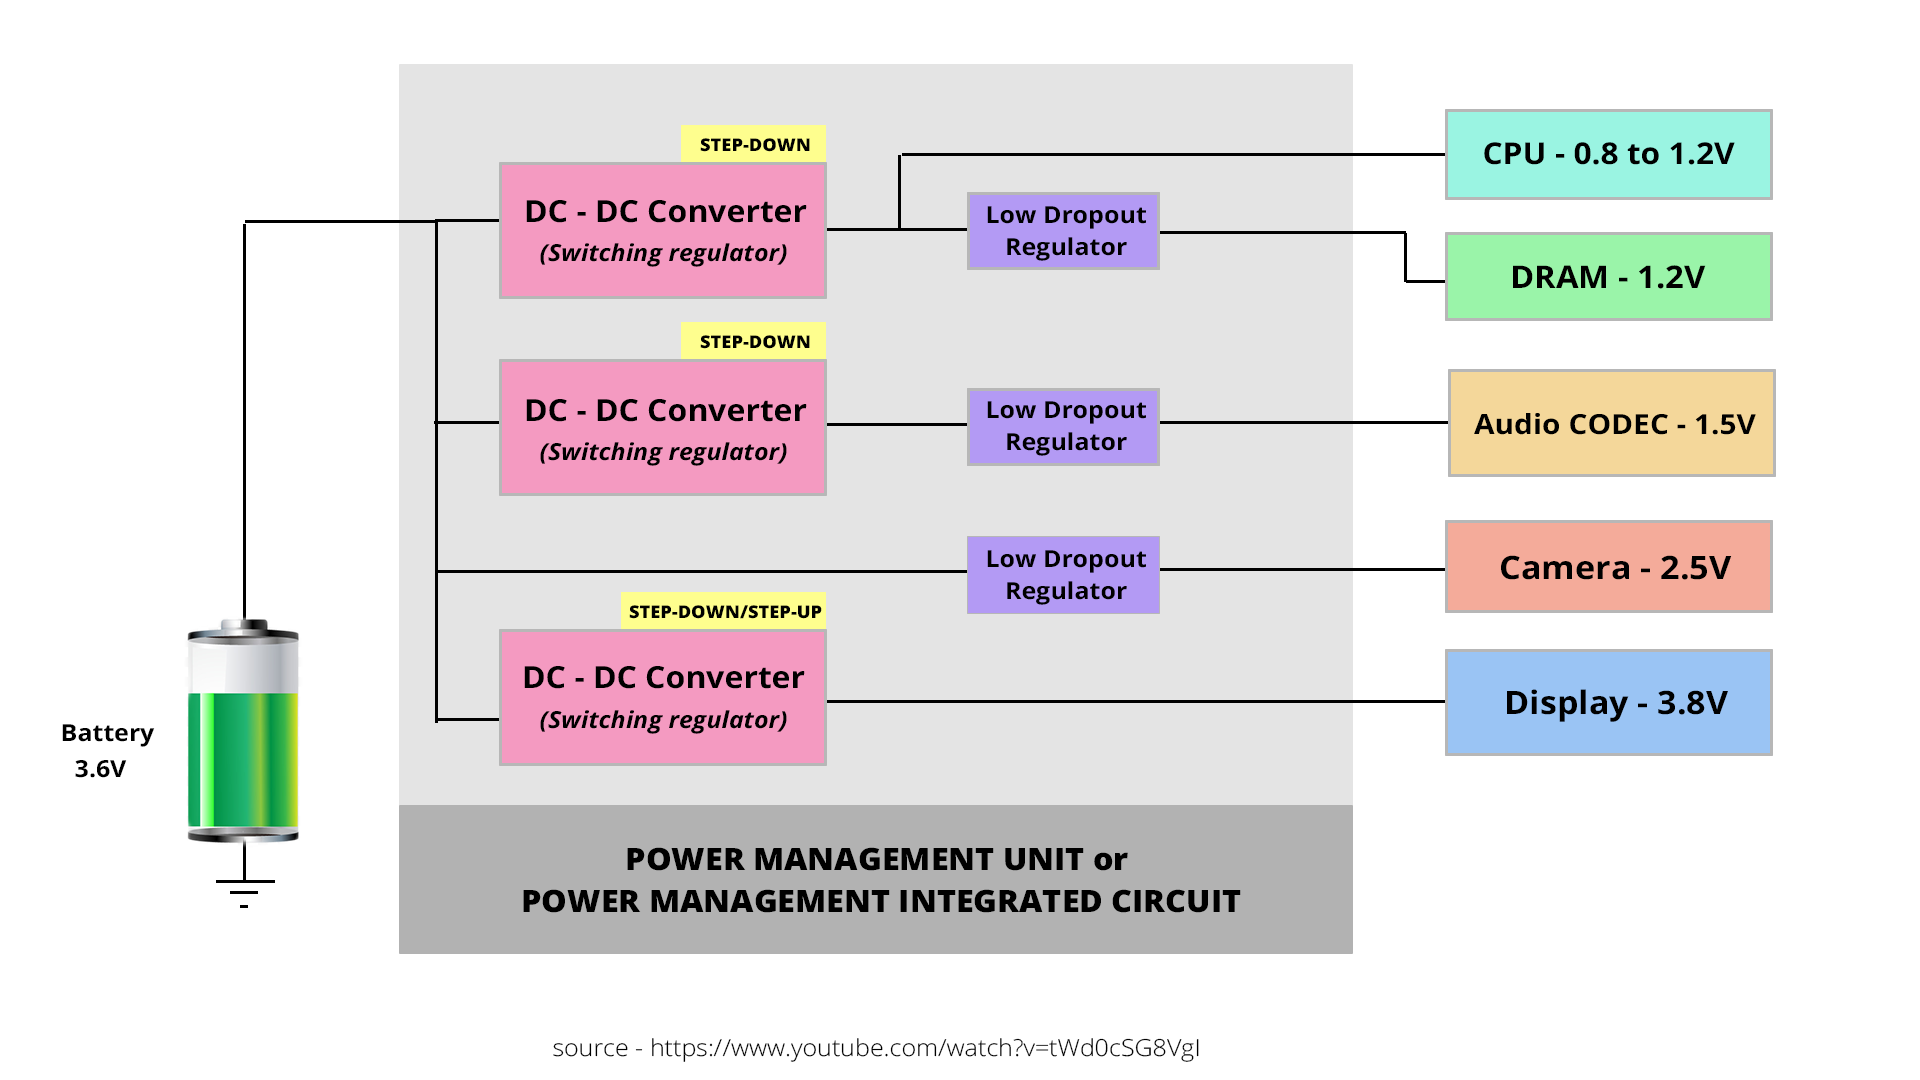 STEP-DOWN
DC - DC Converter
(Switching regulator)
Low Dropout
Regulator
CPU - 0.8 to 1.2V
DRAM - 1.2V
STEP-DOWN
DC - DC Converter
(Switching regulator)
Low Dropout
Regulator
Audio CODEC - 1.5V
Low Dropout
Regulator
Camera - 2.5V
STEP-DOWN/STEP-UP
DC - DC Converter
(Switching regulator)
Display - 3.8V
Battery
3.6V
POWER MANAGEMENT UNIT or
POWER MANAGEMENT INTEGRATED CIRCUIT
source - https://www.youtube.com/watch?v=tWd0cSG8VgI